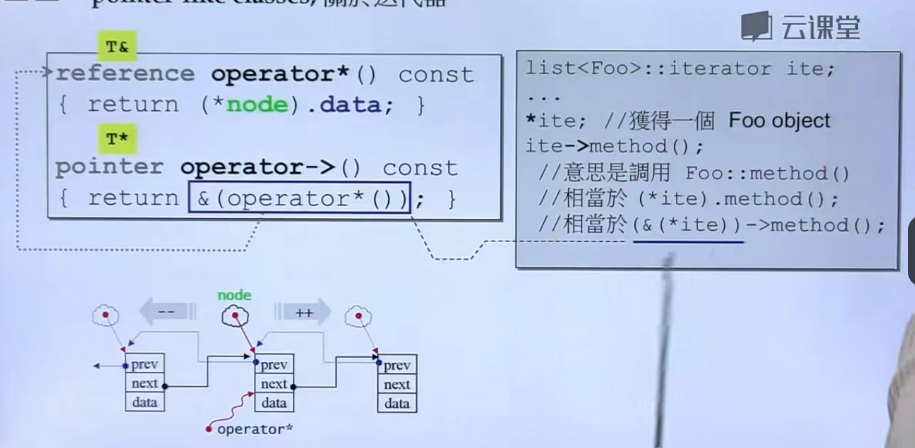 pointer-like classes, 關於迭代器
云课堂
T&
reference operator*() const
{ return (*node).data; }
T*
pointer operator->() const
{ return &(operator*()); }
list<Foo>::iterator ite;
...
*ite; //獲得一個 Foo object
ite->method();
//意思是調用 Foo::method()
//相當於 (*ite).method();
//相當於(&(*ite))->method();
node
--
++
prev
next
data
prev
next
data
prev
next
data
operator*